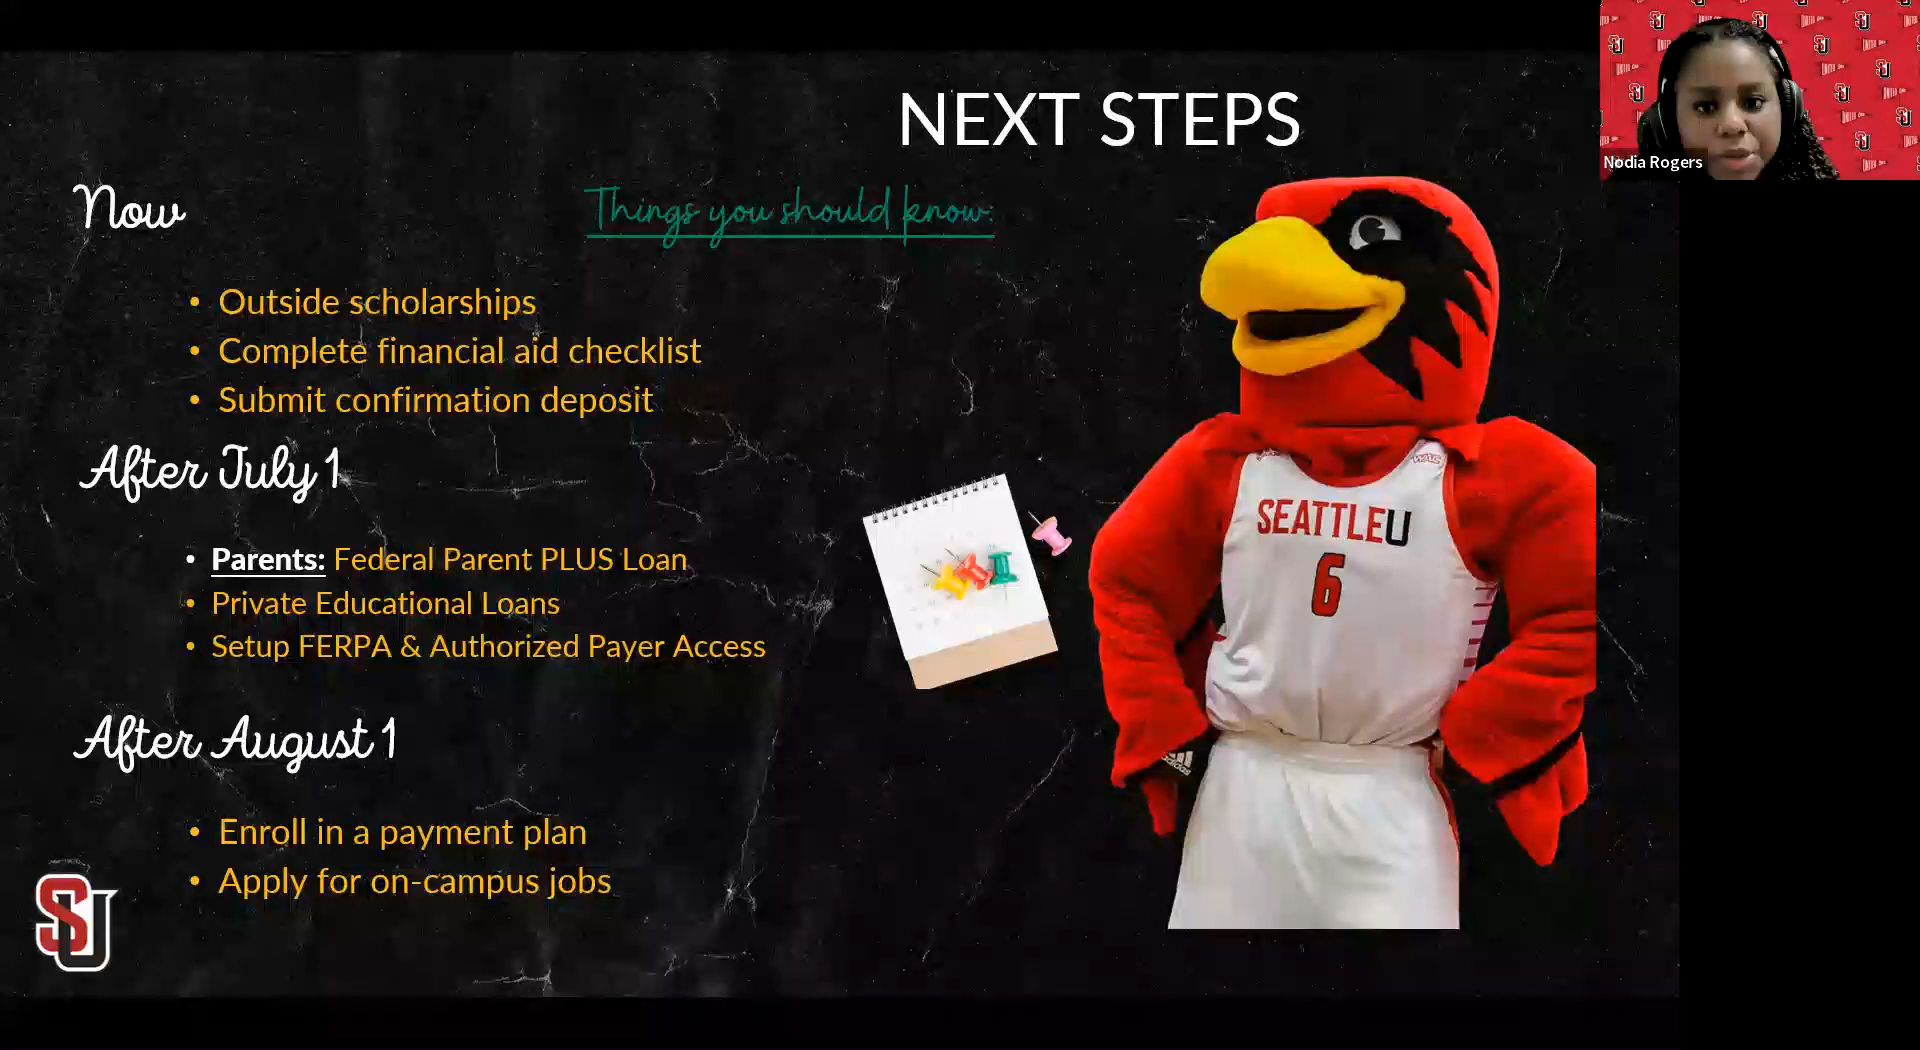 NEXT STEPS
Nodia Rogers
Now
Things you should know:
• Outside scholarships
• Complete financial aid checklist
• Submit confirmation deposit
After July 1
• Parents: Federal Parent PLUS Loan
• Private Educational Loans
• Setup FERPA & Authorized Payer Access
After August 1
• Enroll in a payment plan
• Apply for on-campus jobs
WAC
SEATTLEU
6
adidas
SU